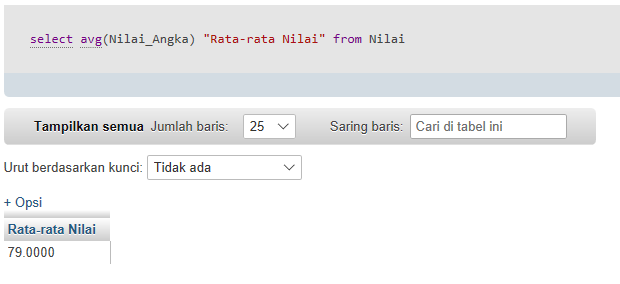 select avg(Nilai_Angka) "Rata-rata Nilai" from Nilai
Tampilkan semua Jumlah baris: 25 Saring baris: Cari di tabel ini
Urut berdasarkan kunci: Tidak ada
+ Opsi
Rata-rata Nilai
79.0000